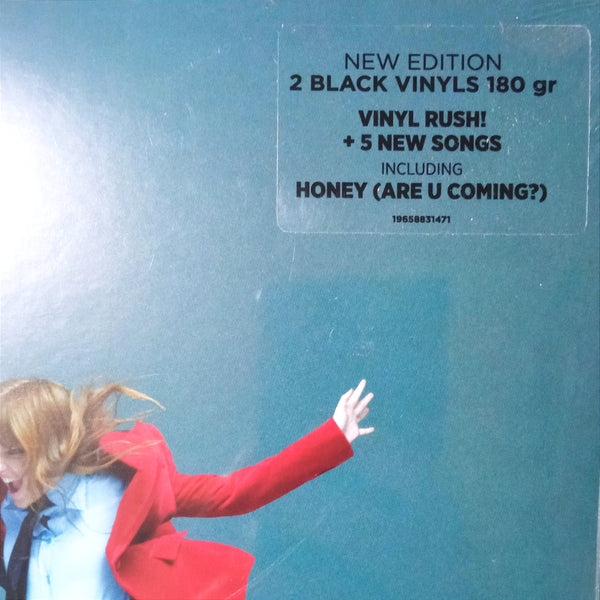 NEW EDITION
2 BLACK VINYLS 180 gr
VINYL RUSH!
+ 5 NEW SONGS
INCLUDING
HONEY (ARE U COMING?)
19658831471